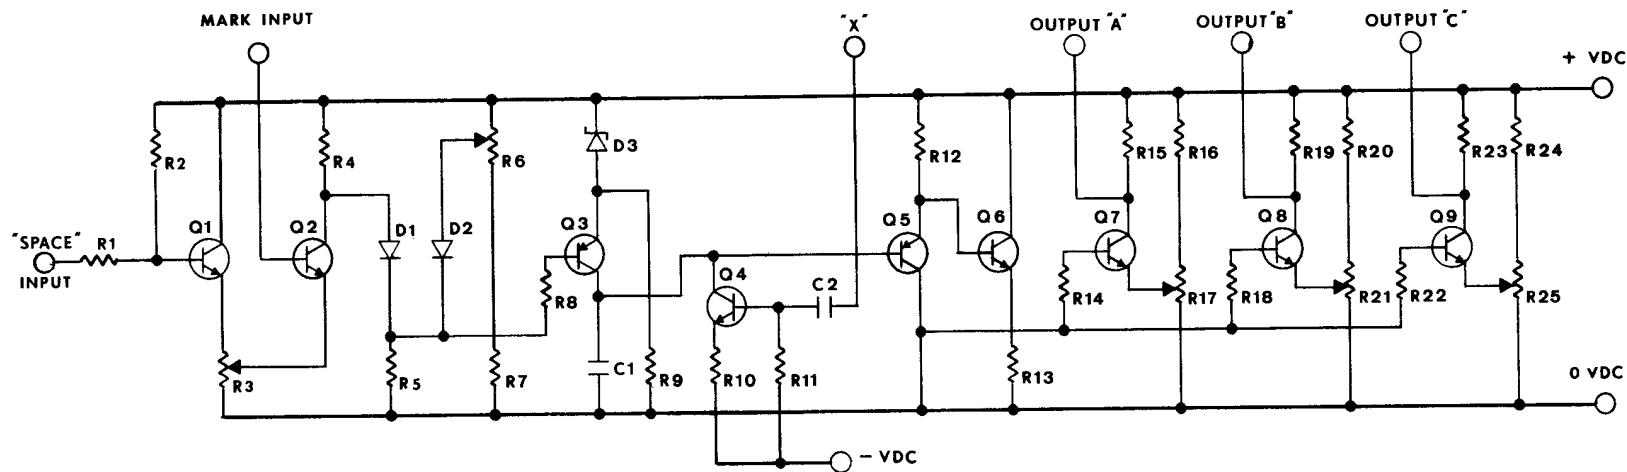 MARK INPUT
"X"
OUTPUT "A"
OUTPUT "B"
OUTPUT "C"
+ VDC
R2
R4
R6
D3
R12
R15
R16
R19
R20
R23
R24
"SPACE"
INPUT
R1
Q1
Q2
D1
D2
Q3
R8
Q4
C2
Q5
Q6
Q7
R14
R17
Q8
R18
R21
Q9
R22
R25
R3
R5
R7
C1
R9
R10
R11
R13
0 VDC
– VDC